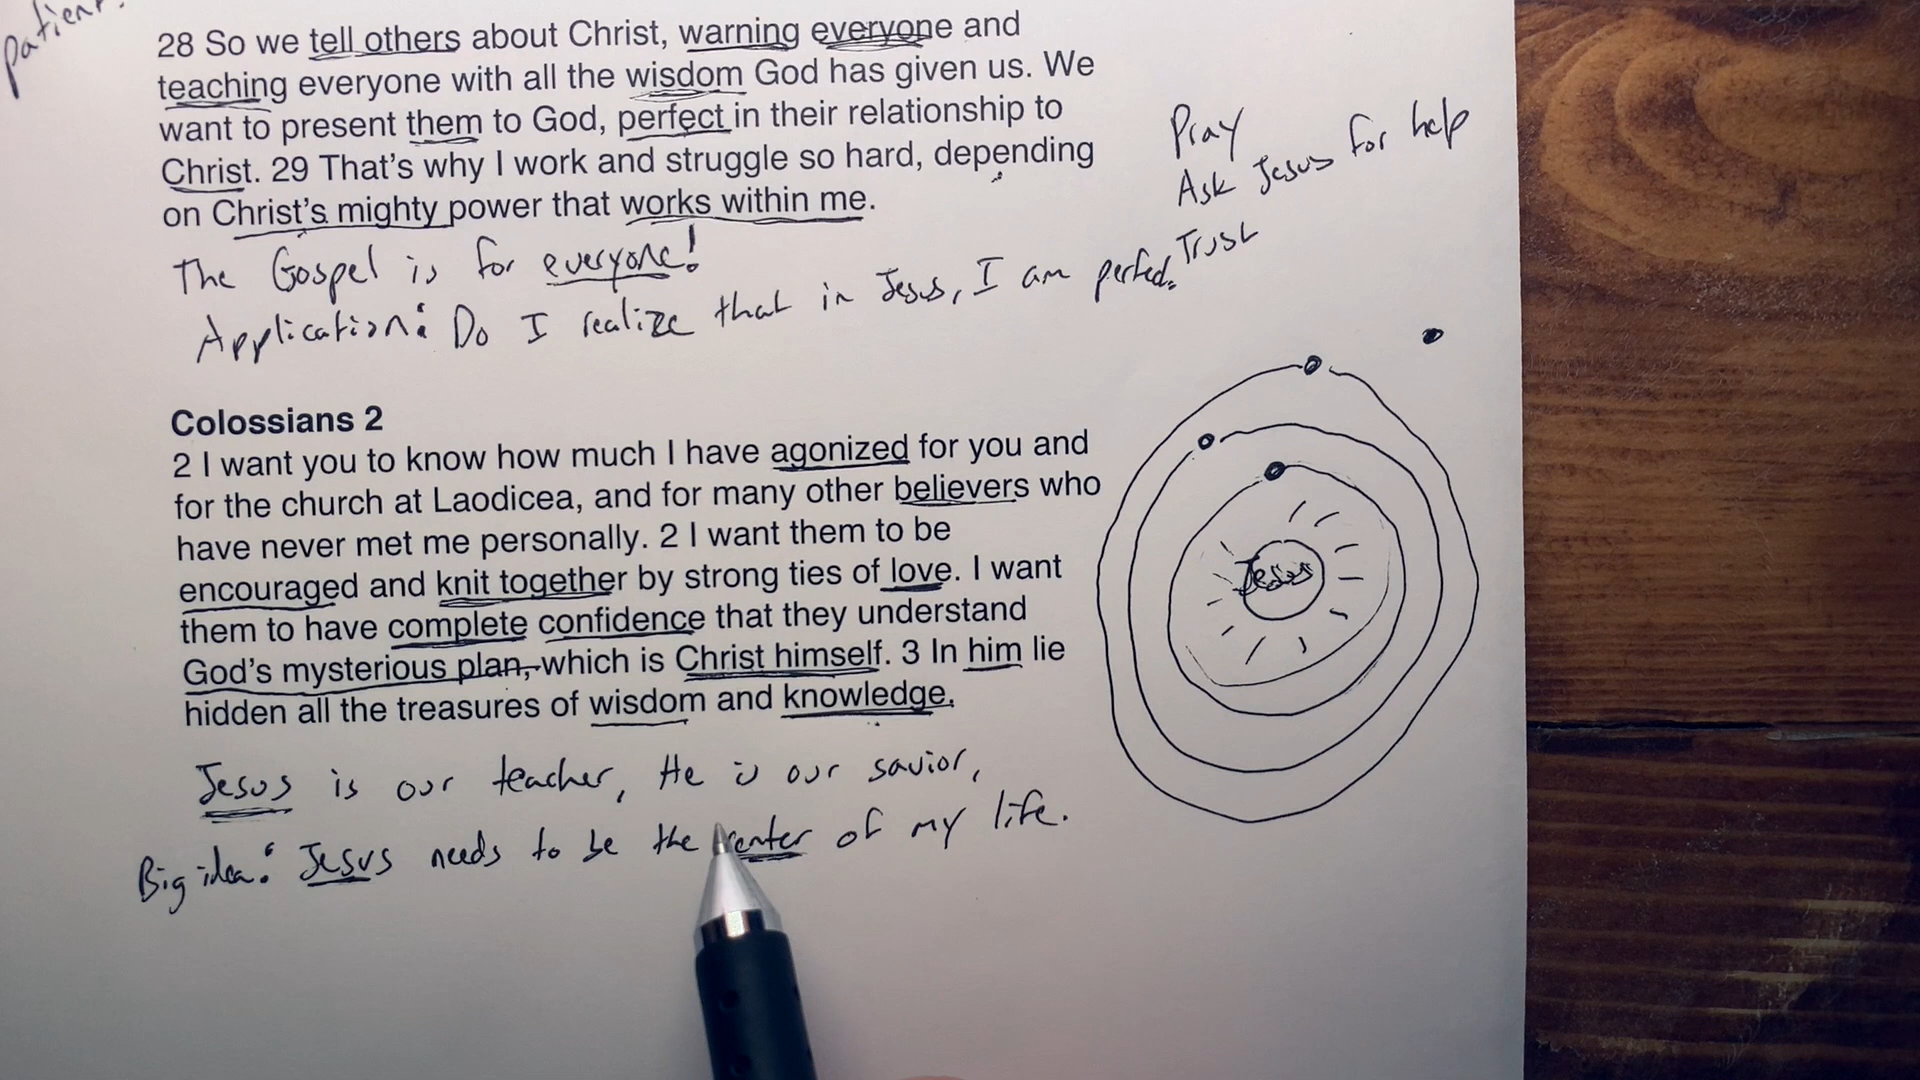 patient.
28 So we tell others about Christ, warning everyone and
teaching everyone with all the wisdom God has given us. We
want to present them to God, perfect in their relationship to
Christ. 29 That's why I work and struggle so hard, depending
on Christ's mighty power that works within me.
The Gospel is for everyone!
Application: Do I realize that in Jesus, I am perfect.
Pray
Ask Jesus for help
Trust
Colossians 2
2 I want you to know how much I have agonized for you and
for the church at Laodicea, and for many other believers who
have never met me personally. 2 I want them to be
encouraged and knit together by strong ties of love. I want
them to have complete confidence that they understand
God's mysterious plan, which is Christ himself. 3 In him lie
hidden all the treasures of wisdom and knowledge.
Jesus is our teacher, He is our savior,
Big idea: Jesus needs to be the center of my life.
Jesus